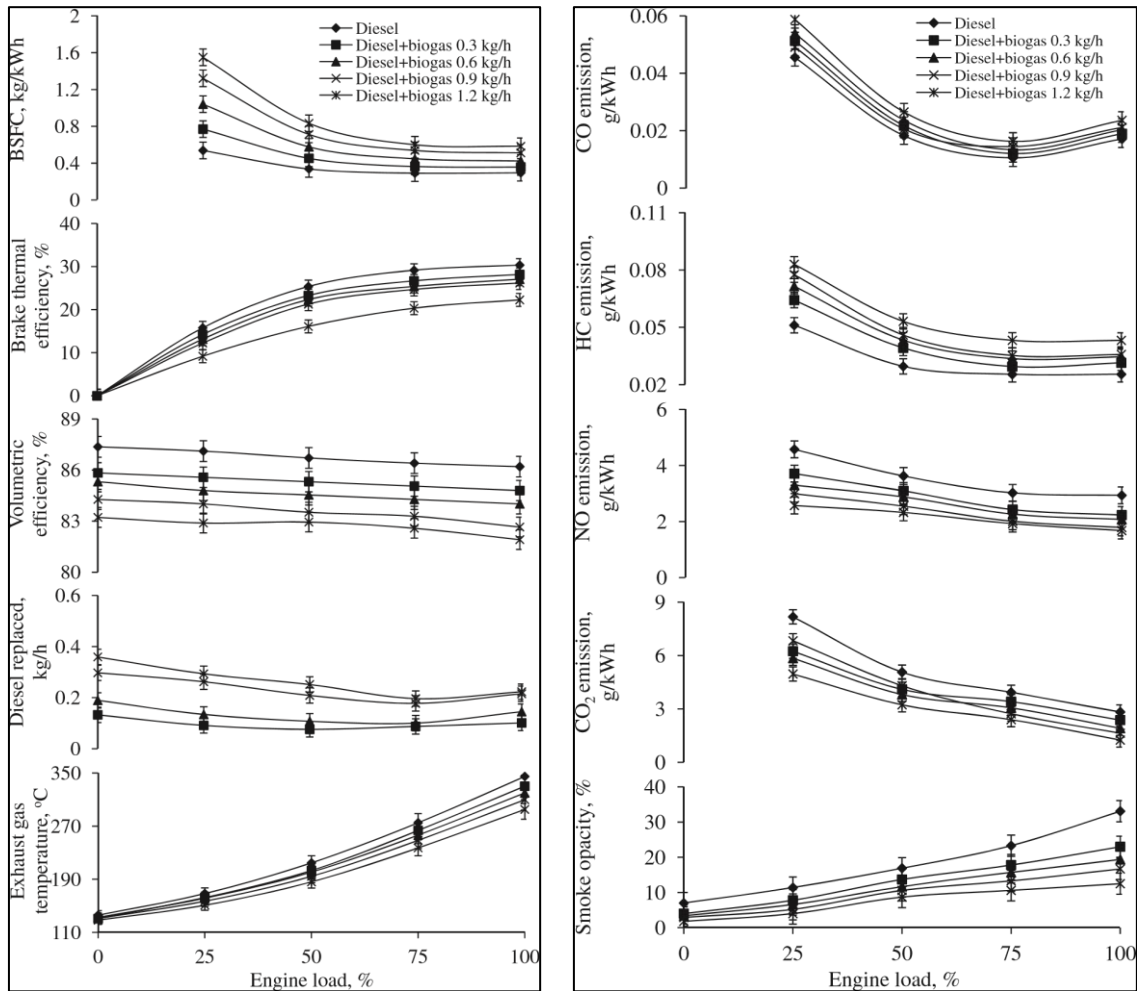 BSFC, kg/kWh
2
1.6
1.2
0.8
0.4
0
Diesel
Diesel+biogas 0.3 kg/h
Diesel+biogas 0.6 kg/h
Diesel+biogas 0.9 kg/h
Diesel+biogas 1.2 kg/h
Brake thermal
efficiency, %
40
30
20
10
0
Volumetric
efficiency, %
89
86
83
80
Diesel replaced,
kg/h
0.6
0.4
0.2
0
Exhaust gas
temperature, °C
350
270
190
110
0 25 50 75 100
Engine load, %
CO emission,
g/kWh
0.06
0.04
0.02
0
Diesel
Diesel+biogas 0.3 kg/h
Diesel+biogas 0.6 kg/h
Diesel+biogas 0.9 kg/h
Diesel+biogas 1.2 kg/h
HC emission,
g/kWh
0.11
0.08
0.05
0.02
NO emission,
g/kWh
6
4
2
0
CO₂ emission,
g/kWh
9
6
3
0
Smoke opacity, %
40
30
20
10
0
0 25 50 75 100
Engine load, %